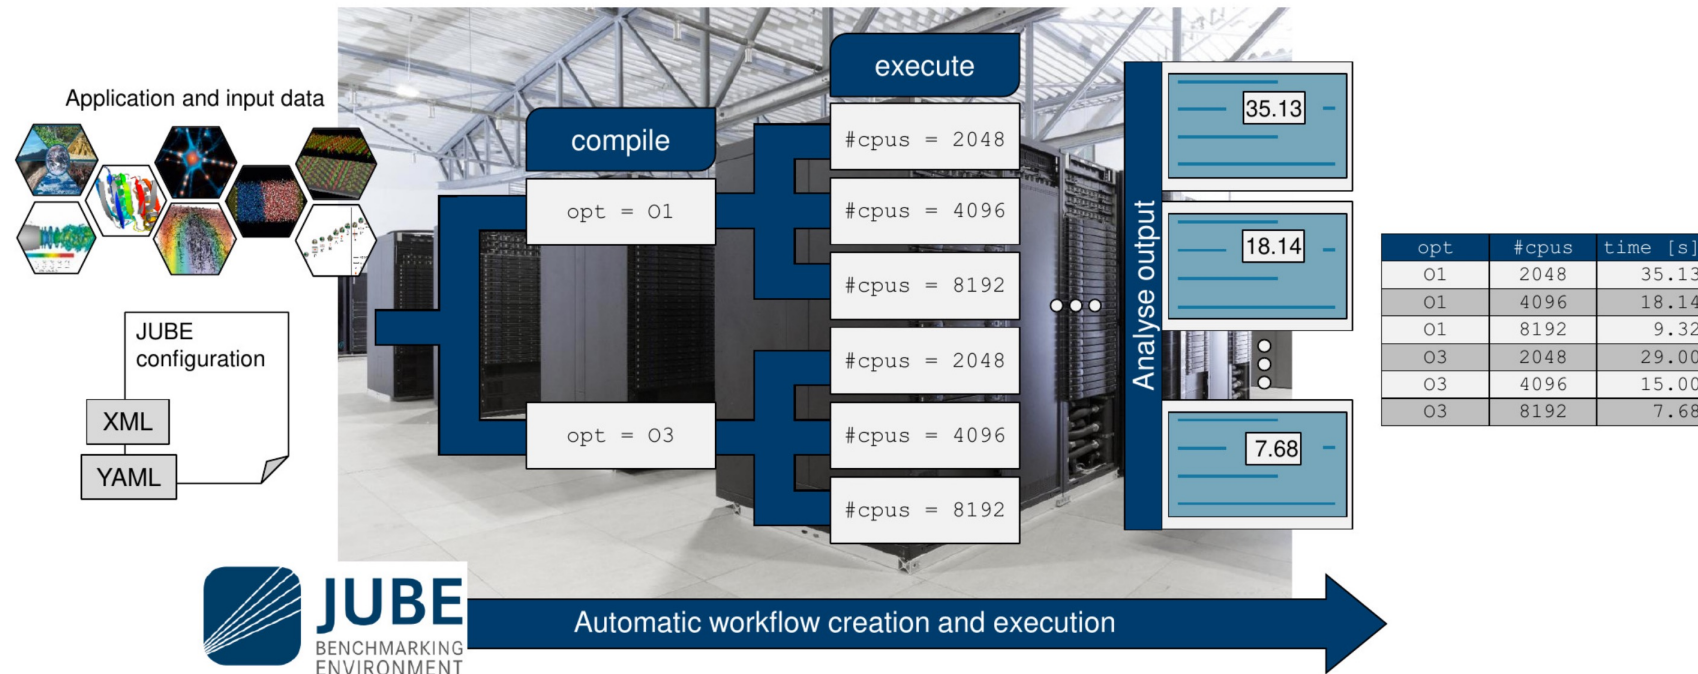 Application and input data
JUBE
configuration
XML
YAML
compile
opt = O1
opt = O3
execute
#cpus = 2048
#cpus = 4096
#cpus = 8192
#cpus = 2048
#cpus = 4096
#cpus = 8192
Analyse output
35.13
18.14
7.68
opt #cpus time [s]
O1 2048 35.13
O1 4096 18.14
O1 8192 9.32
O3 2048 29.00
O3 4096 15.00
O3 8192 7.68
JUBE
BENCHMARKING
ENVIRONMENT
Automatic workflow creation and execution